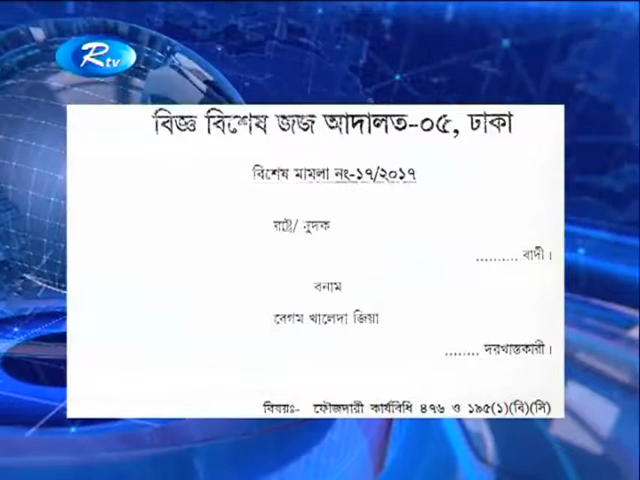 Rtv
বিজ্ঞ বিশেষ জজ আদালত-০৫, ঢাকা
বিশেষ মামলা নং-১৭/২০১৭
রাষ্ট্র/ দুদক
.......... বাদী।
বনাম
বেগম খালেদা জিয়া
........ দরখাস্তকারী।
বিষয়ঃ- ফৌজদারী কার্যবিধি ৪৭৬ ও ১৯৫(১)(বি)(সি)